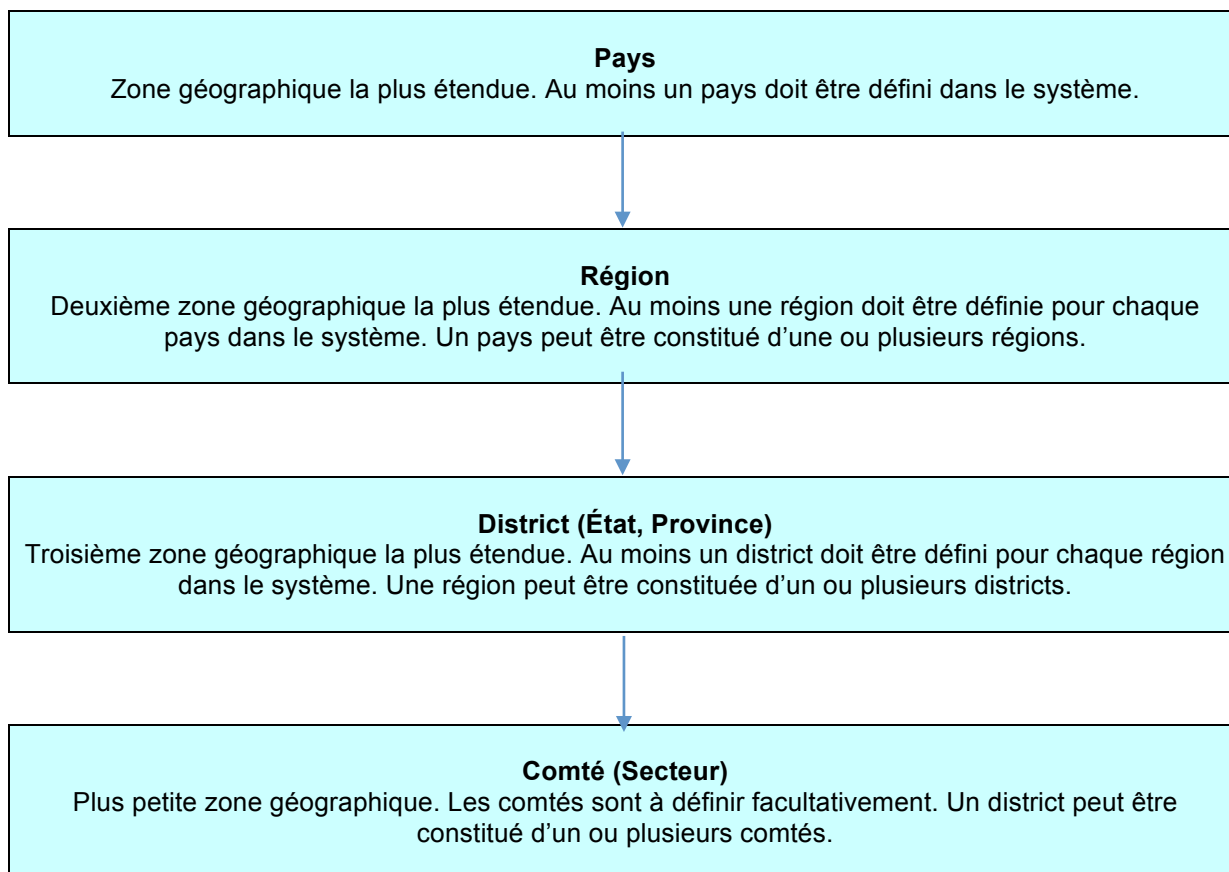 Pays
Zone géographique la plus étendue. Au moins un pays doit être défini dans le système.
Région
Deuxième zone géographique la plus étendue. Au moins une région doit être définie pour chaque
pays dans le système. Un pays peut être constitué d’une ou plusieurs régions.
District (État, Province)
Troisième zone géographique la plus étendue. Au moins un district doit être défini pour chaque région
dans le système. Une région peut être constituée d’un ou plusieurs districts.
Comté (Secteur)
Plus petite zone géographique. Les comtés sont à définir facultativement. Un district peut être
constitué d’un ou plusieurs comtés.